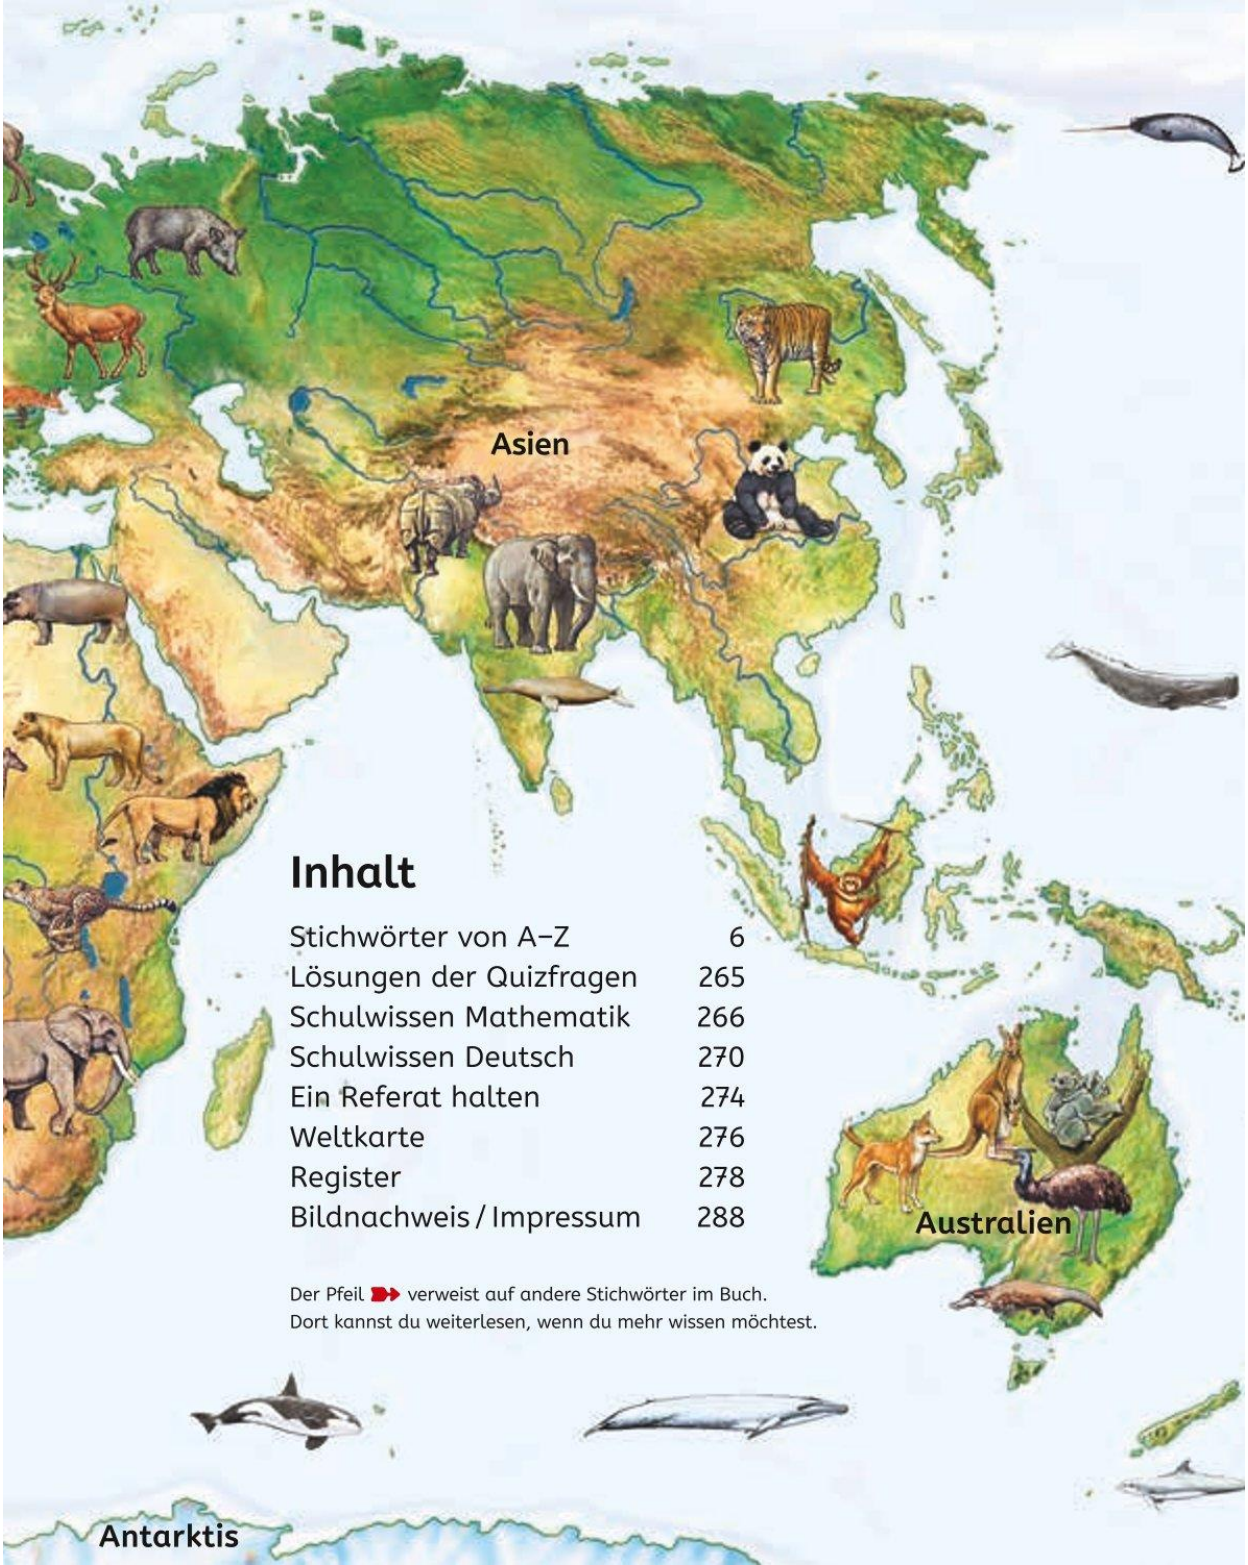 Asien
Inhalt
Stichwörter von A–Z 6
Lösungen der Quizfragen 265
Schulwissen Mathematik 266
Schulwissen Deutsch 270
Ein Referat halten 274
Weltkarte 276
Register 278
Bildnachweis / Impressum 288
Australien
Der Pfeil verweist auf andere Stichwörter im Buch.
Dort kannst du weiterlesen, wenn du mehr wissen möchtest.
Antarktis